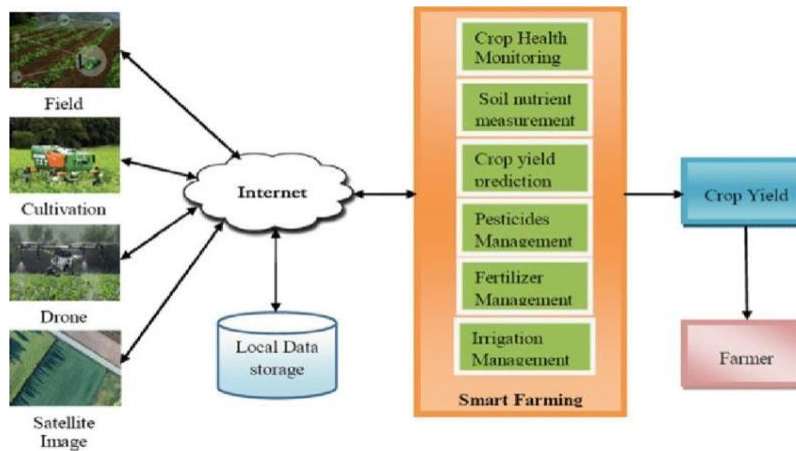 Field
Cultivation
Drone
Satellite
Image
Internet
Local Data
storage
Crop Health
Monitoring
Soil nutrient
measurement
Crop yield
prediction
Pesticides
Management
Fertilizer
Management
Irrigation
Management
Smart Farming
Crop Yield
Farmer